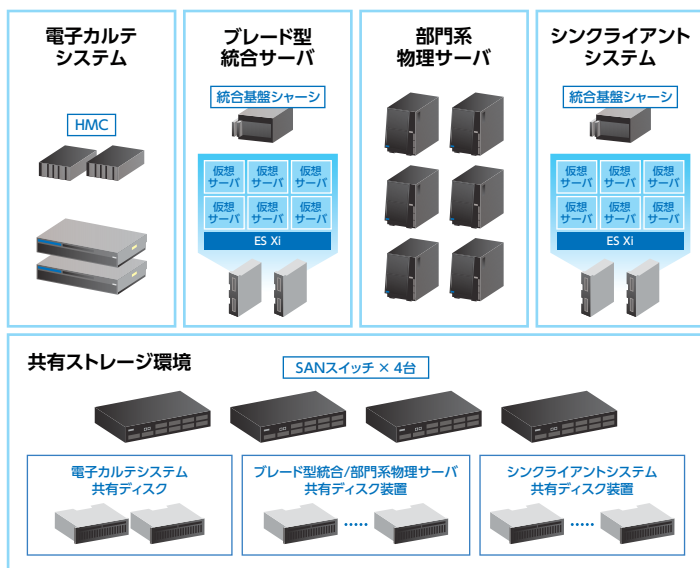 電子カルテ
システム
HMC
ブレード型
統合サーバ
統合基盤シャーシ
仮想
サーバ
仮想
サーバ
仮想
サーバ
仮想
サーバ
仮想
サーバ
仮想
サーバ
ES Xi
部門系
物理サーバ
シンクライアント
システム
統合基盤シャーシ
仮想
サーバ
仮想
サーバ
仮想
サーバ
仮想
サーバ
仮想
サーバ
仮想
サーバ
ES Xi
共有ストレージ環境
SANスイッチ × 4台
電子カルテシステム
共有ディスク
ブレード型統合/部門系物理サーバ
共有ディスク装置
シンクライアントシステム
共有ディスク装置